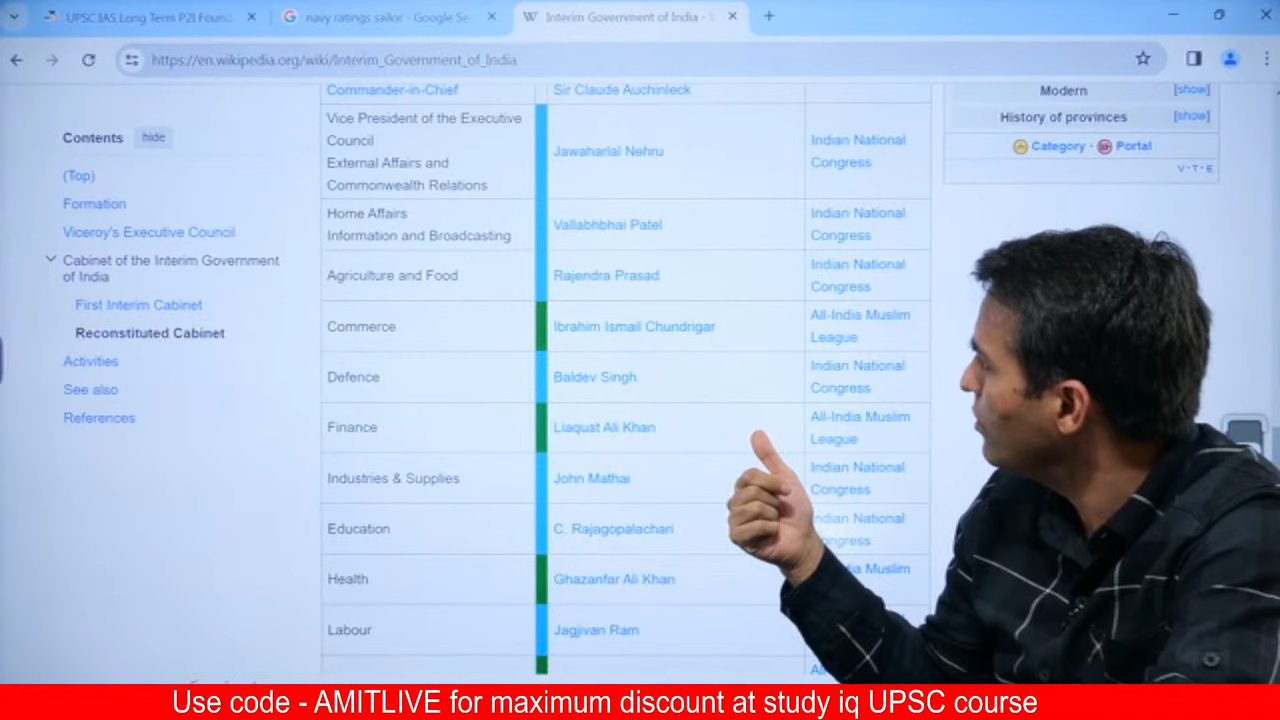 UPSC IAS Long Term P2I Found
navy ratings sailor - Google Se
Interim Government of India -
https://en.wikipedia.org/wiki/Interim_Government_of_India
Contents hide
(Top)
Formation
Viceroy's Executive Council
Cabinet of the Interim Government
of India
First Interim Cabinet
Reconstituted Cabinet
Activities
See also
References
Commander-in-Chief Sir Claude Auchinleck
Vice President of the Executive
Council
External Affairs and
Commonwealth Relations
Jawaharlal Nehru
Indian National
Congress
Home Affairs
Information and Broadcasting
Vallabhbhai Patel
Indian National
Congress
Agriculture and Food
Rajendra Prasad
Indian National
Congress
Commerce
Ibrahim Ismail Chundrigar
All-India Muslim
League
Defence
Baldev Singh
Indian National
Congress
Finance
Liaquat Ali Khan
All-India Muslim
League
Industries & Supplies
John Mathai
Indian National
Congress
Education
C. Rajagopalachari
ndian National
ongress
Health
Ghazanfar Ali Khan
dia Muslim
Labour
Jagjivan Ram
Modern [show]
History of provinces [show]
Category · Portal
V·T·E
Use code - AMITLIVE for maximum discount at study iq UPSC course